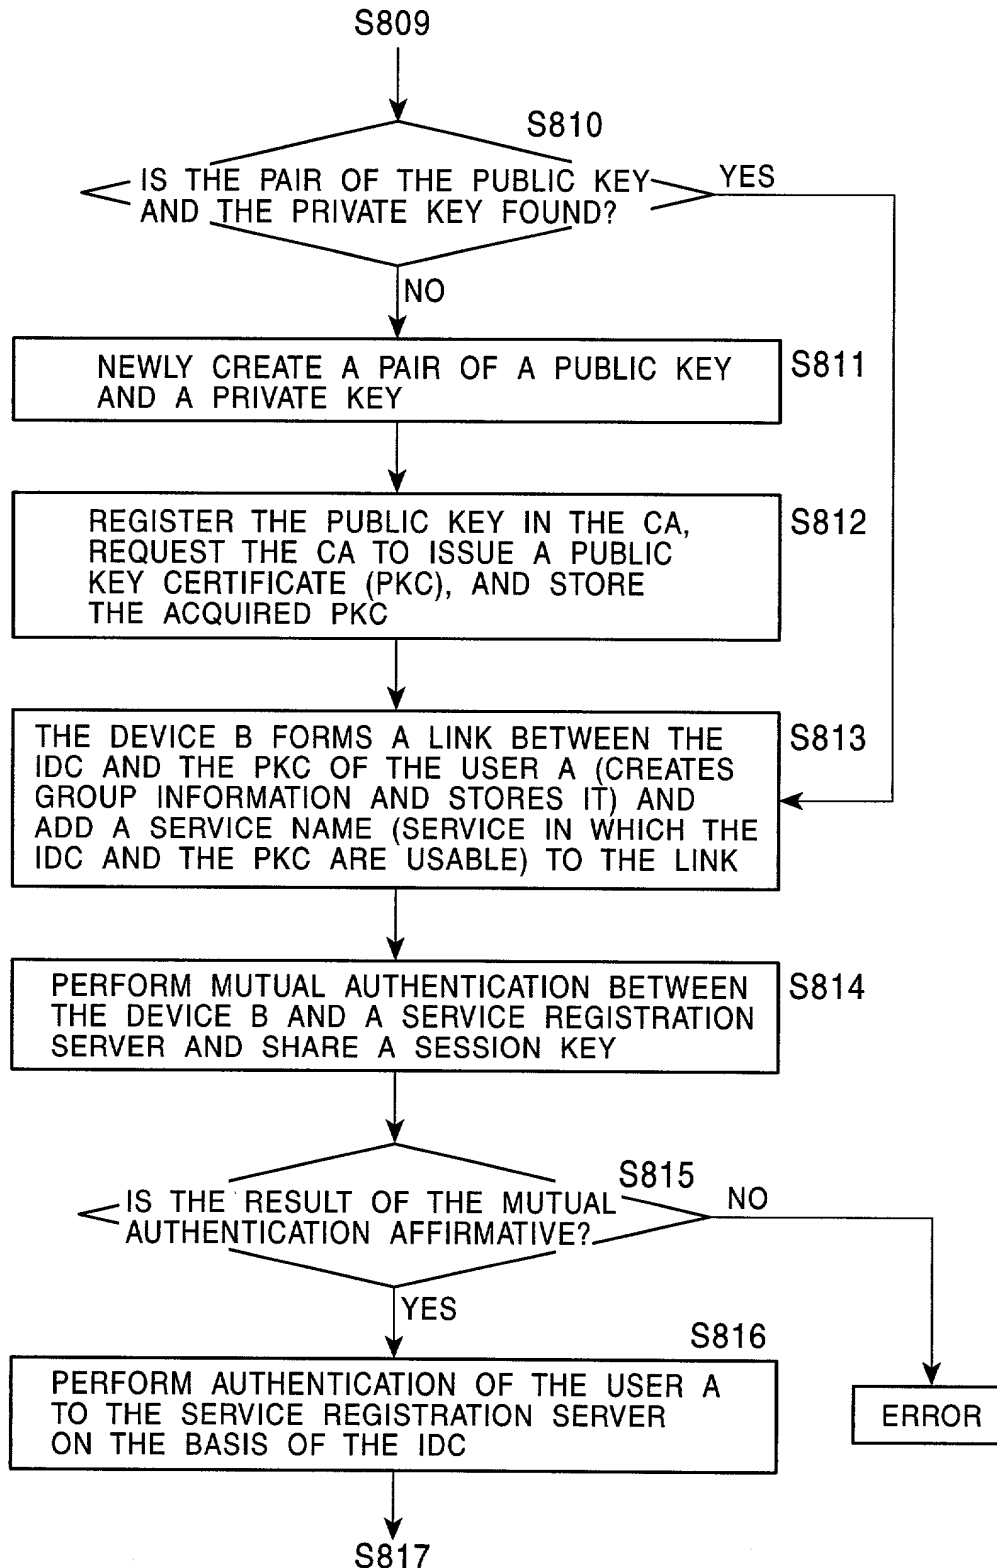 S809
S810
IS THE PAIR OF THE PUBLIC KEY
AND THE PRIVATE KEY FOUND?
YES
NO
NEWLY CREATE A PAIR OF A PUBLIC KEY
AND A PRIVATE KEY
S811
REGISTER THE PUBLIC KEY IN THE CA,
REQUEST THE CA TO ISSUE A PUBLIC
KEY CERTIFICATE (PKC), AND STORE
THE ACQUIRED PKC
S812
THE DEVICE B FORMS A LINK BETWEEN THE
IDC AND THE PKC OF THE USER A (CREATES
GROUP INFORMATION AND STORES IT) AND
ADD A SERVICE NAME (SERVICE IN WHICH THE
IDC AND THE PKC ARE USABLE) TO THE LINK
S813
PERFORM MUTUAL AUTHENTICATION BETWEEN
THE DEVICE B AND A SERVICE REGISTRATION
SERVER AND SHARE A SESSION KEY
S814
S815
IS THE RESULT OF THE MUTUAL
AUTHENTICATION AFFIRMATIVE?
NO
YES
S816
PERFORM AUTHENTICATION OF THE USER A
TO THE SERVICE REGISTRATION SERVER
ON THE BASIS OF THE IDC
ERROR
S817